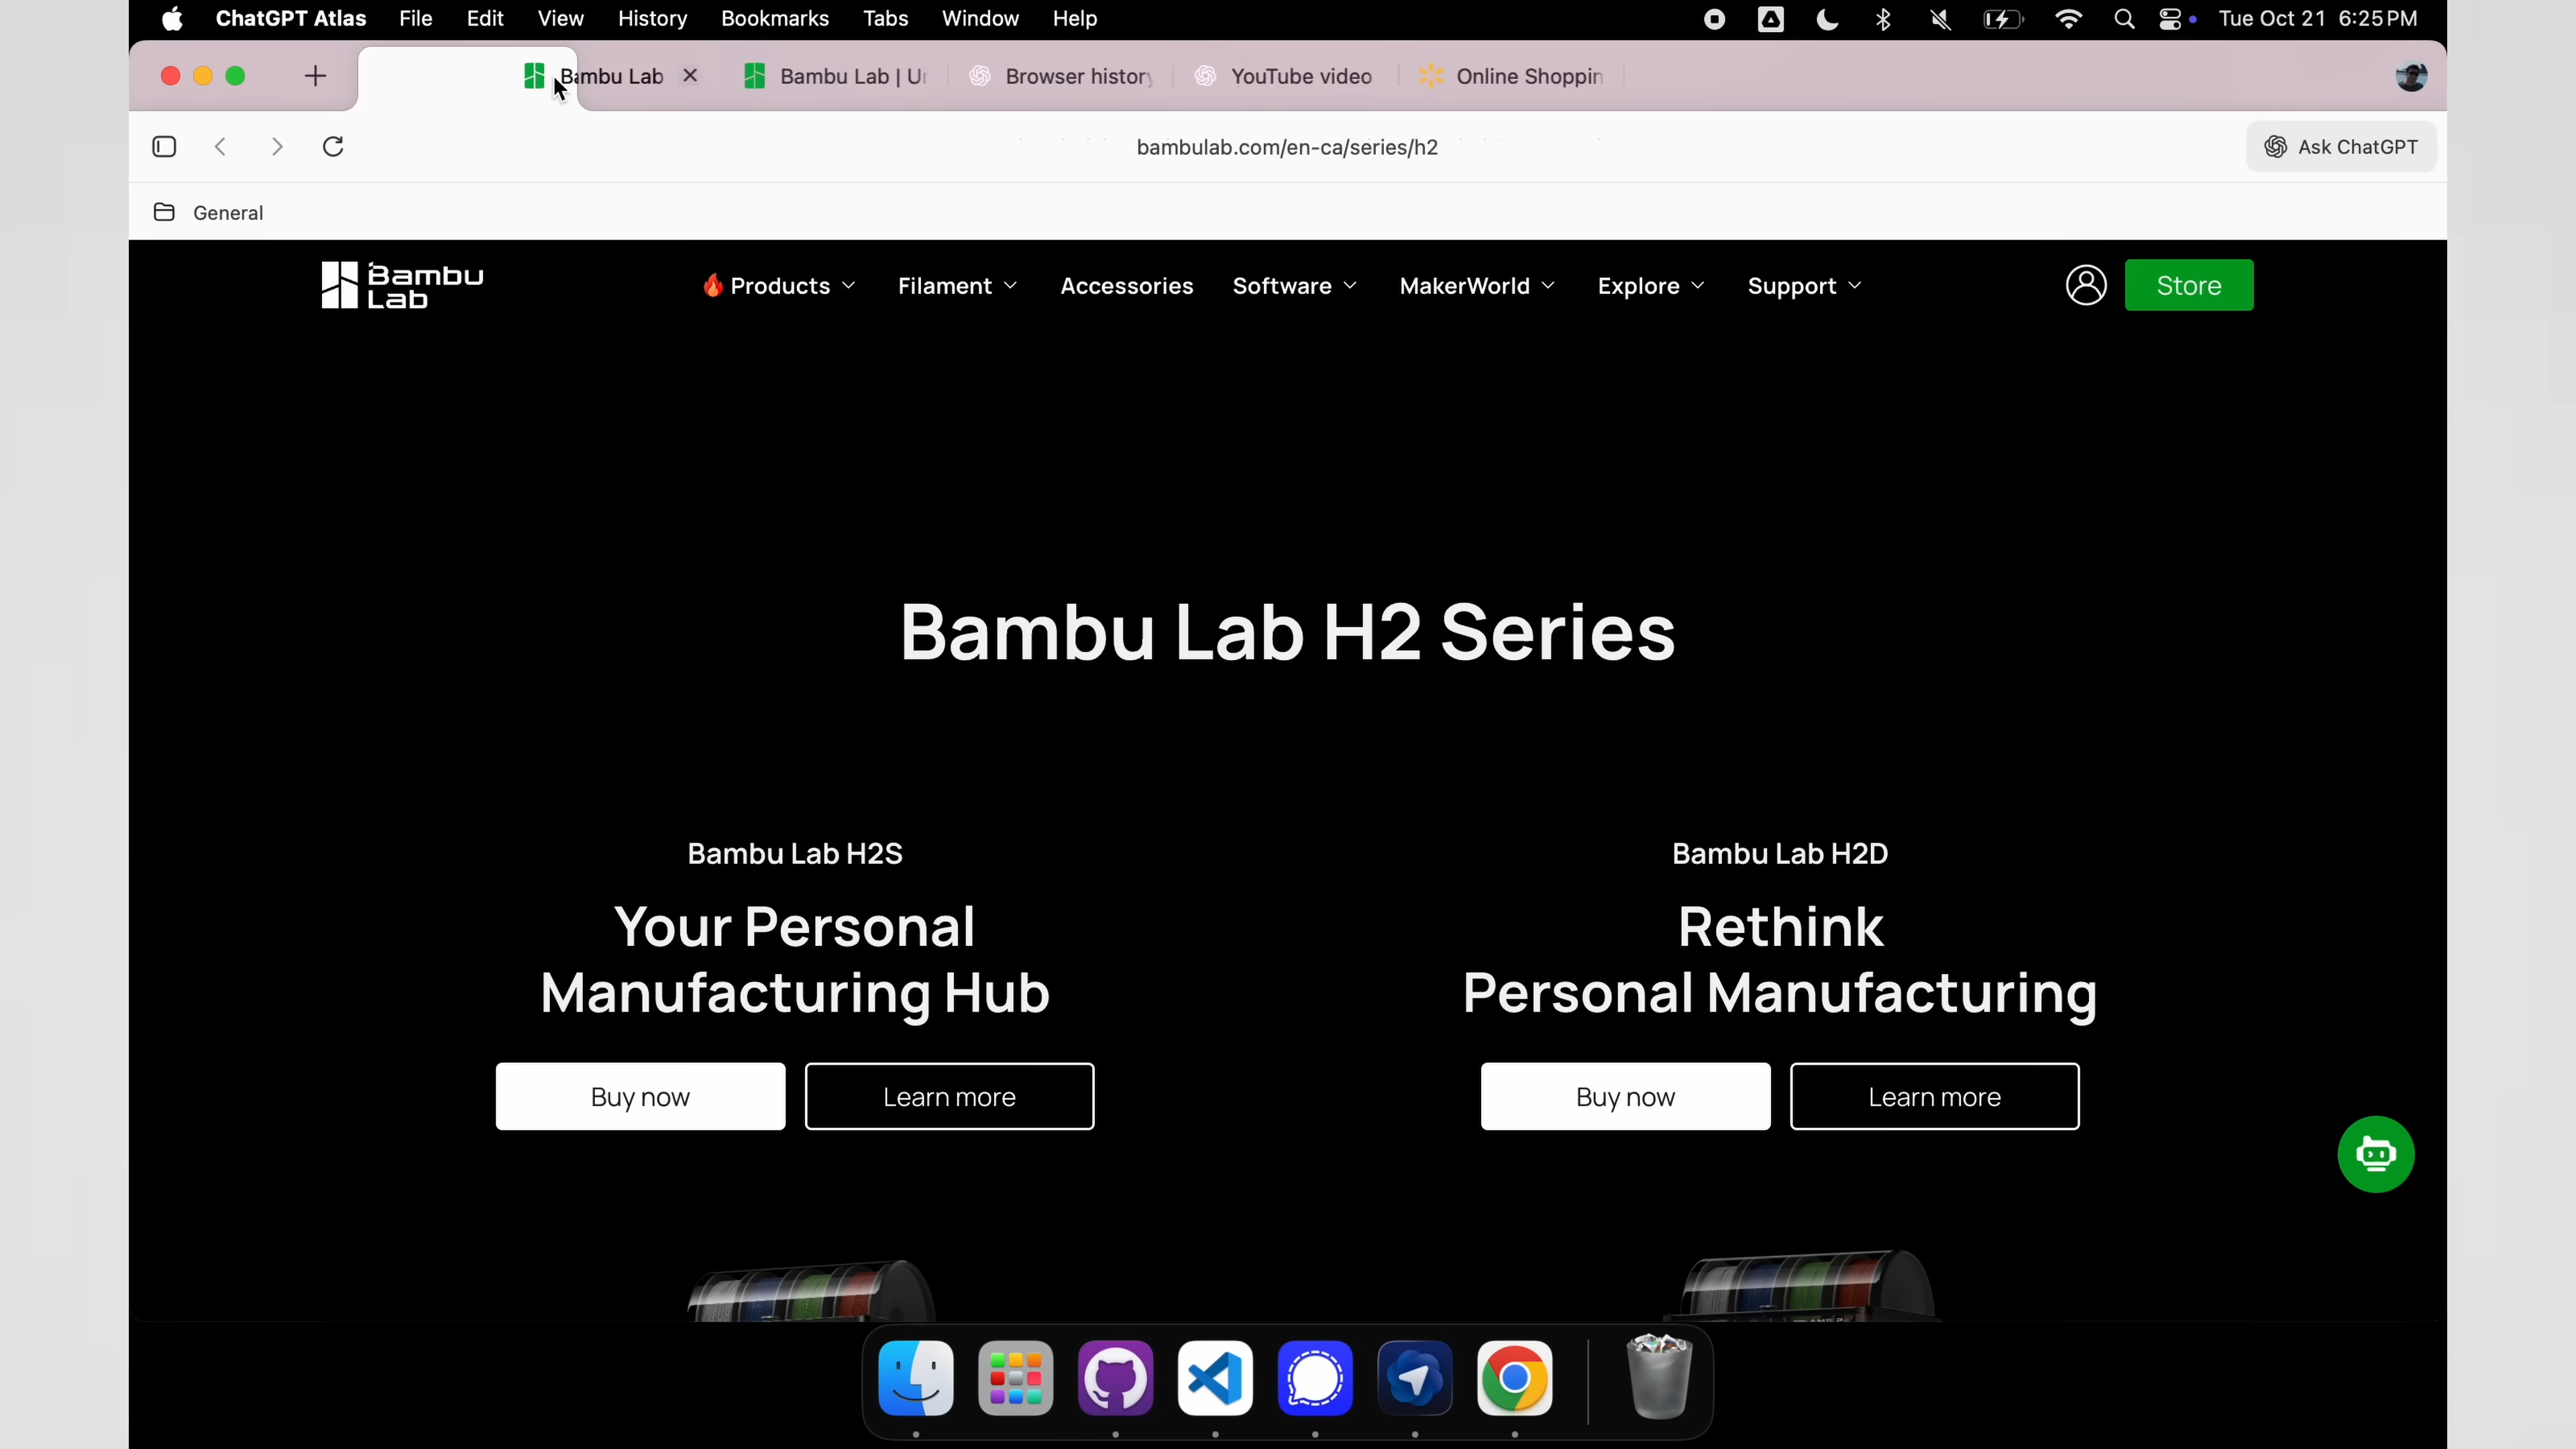 ChatGPT Atlas File Edit View History Bookmarks Tabs Window Help Tue Oct 21 6:25 PM
Bambu Lab Bambu Lab | Browser history YouTube video Online Shoppin
bambulab.com/en-ca/series/h2 Ask ChatGPT
General
Bambu Lab Products Filament Accessories Software MakerWorld Explore Support Store
Bambu Lab H2 Series
Bambu Lab H2S
Your Personal
Manufacturing Hub
Buy now Learn more
Bambu Lab H2D
Rethink
Personal Manufacturing
Buy now Learn more